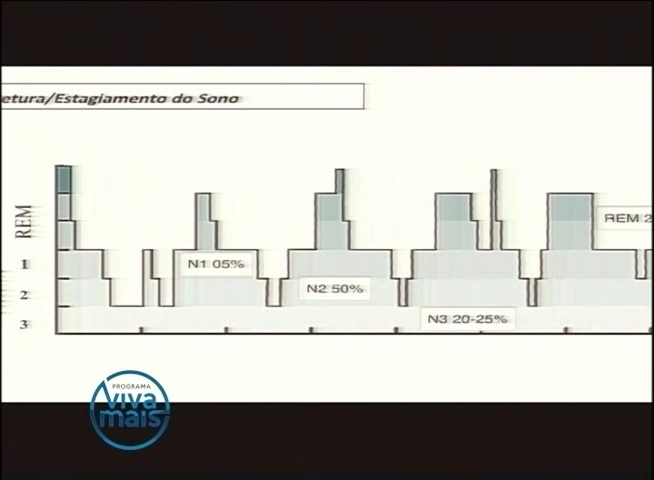 etura/Estagiamento do Sono
REM
1
2
3
N1 05%
N2 50%
N3 20-25%
REM 2
PROGRAMA
viva
mais